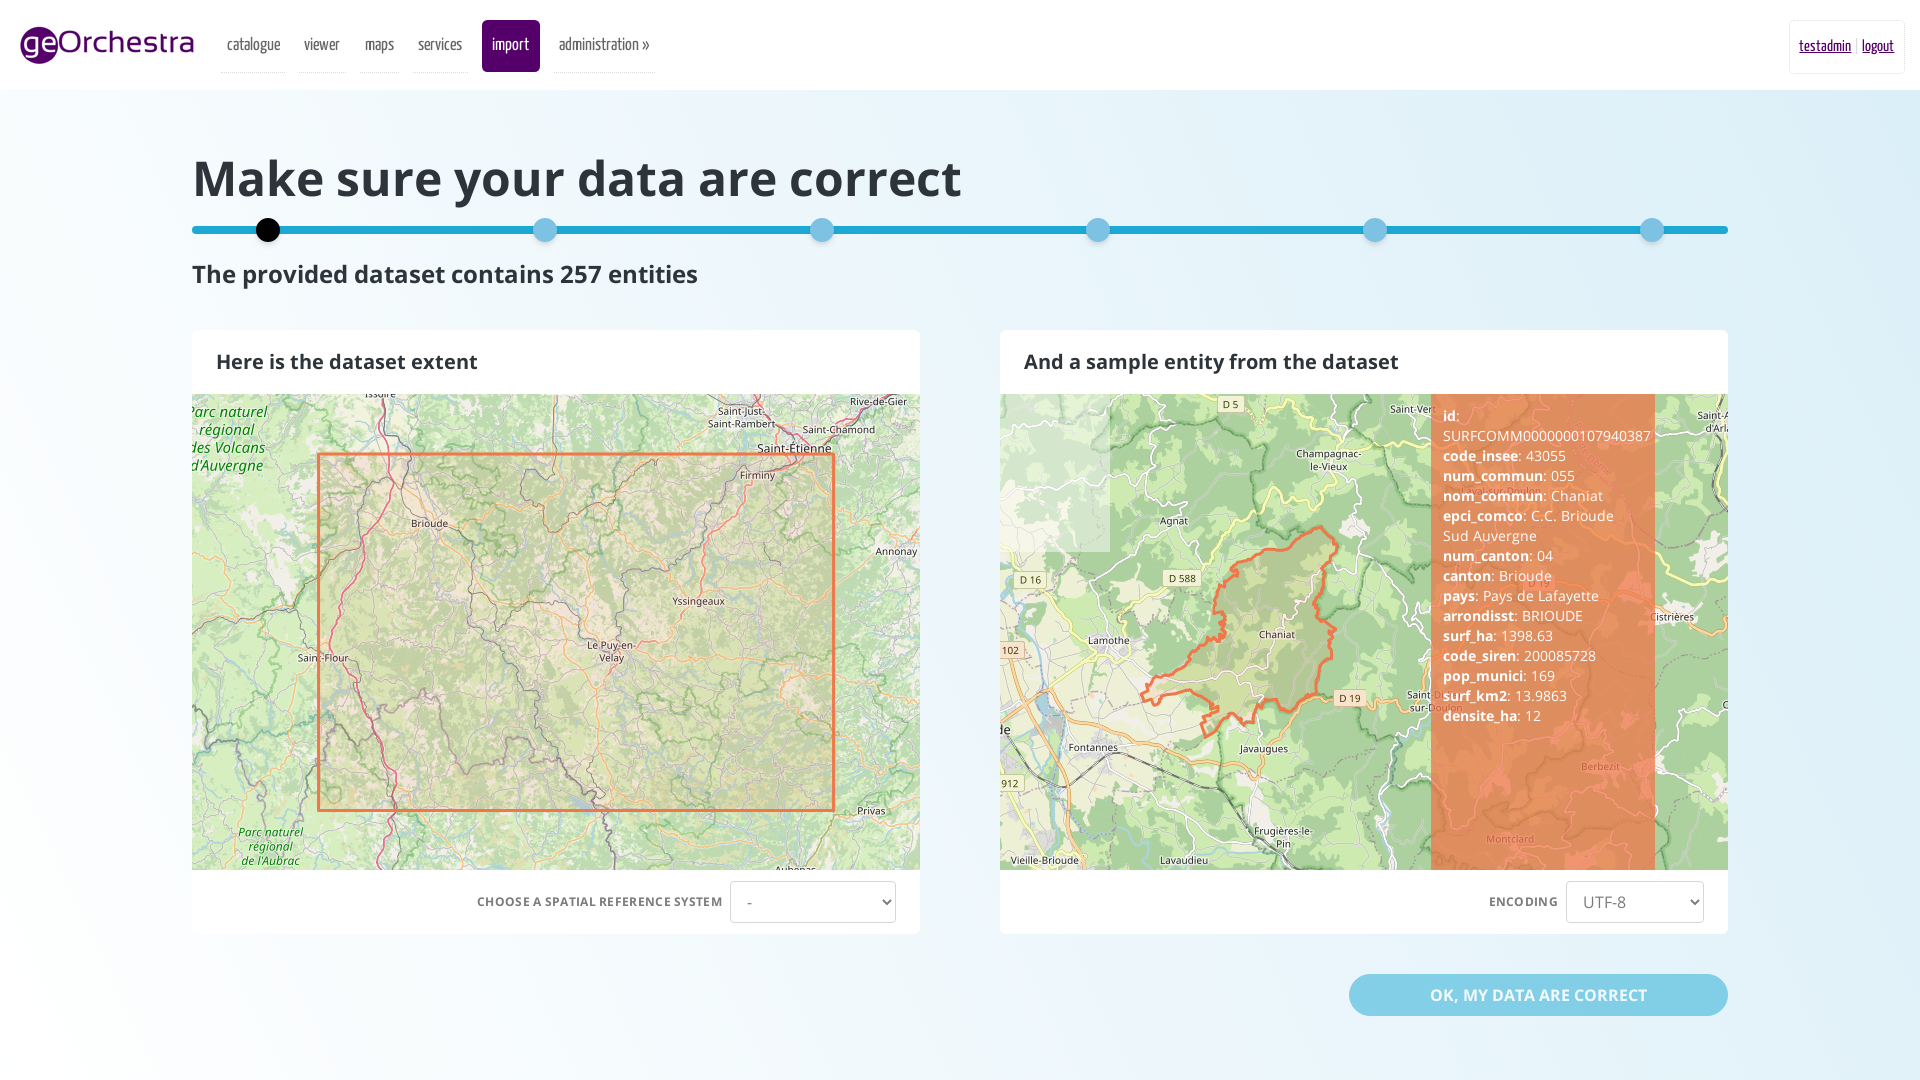 geOrchestra
catalogue
viewer
maps
services
import
administration »
testadmin | logout
Make sure your data are correct
The provided dataset contains 257 entities
Here is the dataset extent
Parc naturel
régional
des Volcans
d'Auvergne
Issoire
Saint-Just-
Saint-Rambert
Rive-de-Gier
Saint-Chamond
Saint-Étienne
Firminy
Brioude
Annonay
Yssingeaux
Le Puy-en-
Velay
Saint-Flour
Privas
Parc naturel
régional
de l'Aubrac
Aubenas
CHOOSE A SPATIAL REFERENCE SYSTEM
-
And a sample entity from the dataset
D 5
Saint-Vert
Champagnac-
le-Vieux
Agnat
D 16
D 588
Lamothe
102
Chaniat
D 19
Fontannes
Javaugues
912
Frugières-le-
Pin
Vieille-Brioude
Lavaudieu
Cistrières
Berbezit
Montclard
id:
SURFCOMM0000000107940387
code_insee: 43055
num_commun: 055
nom_commun: Chaniat
epci_comco: C.C. Brioude
Sud Auvergne
num_canton: 04
canton: Brioude
pays: Pays de Lafayette
arrondisst: BRIOUDE
surf_ha: 1398.63
code_siren: 200085728
pop_munici: 169
surf_km2: 13.9863
densite_ha: 12
ENCODING
UTF-8
OK, MY DATA ARE CORRECT